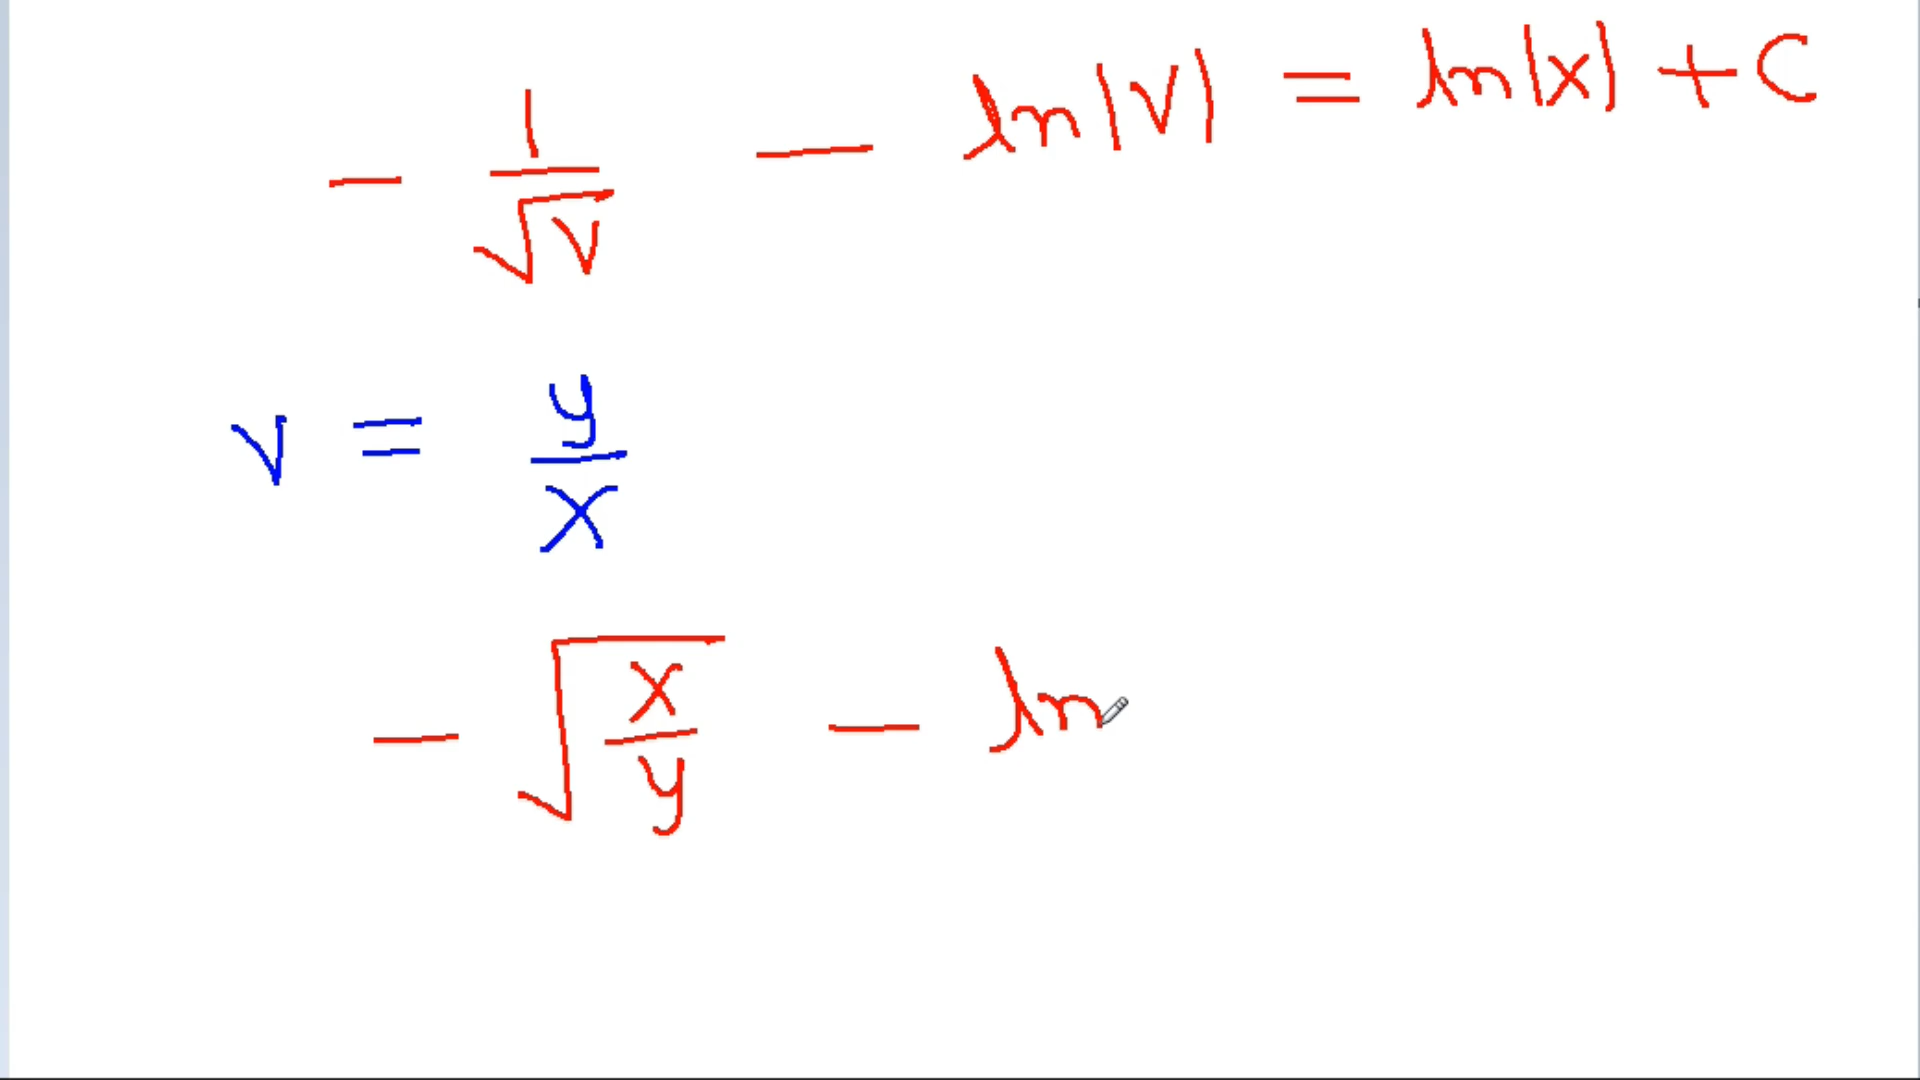 - 1/√v - ln|v| = ln|x| + C
v = y/x
- √(x/y) - ln